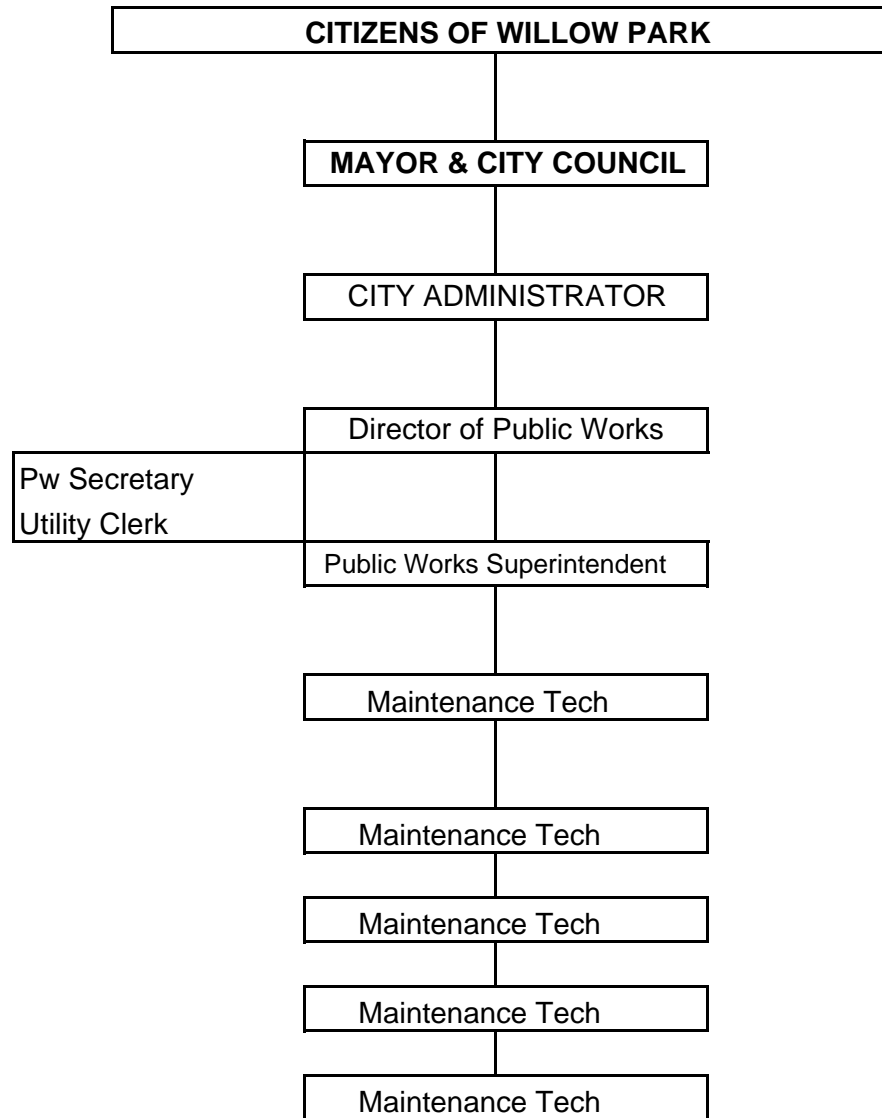 CITIZENS OF WILLOW PARK
MAYOR & CITY COUNCIL
CITY ADMINISTRATOR
Director of Public Works
Pw Secretary
Utility Clerk
Public Works Superintendent
Maintenance Tech
Maintenance Tech
Maintenance Tech
Maintenance Tech
Maintenance Tech